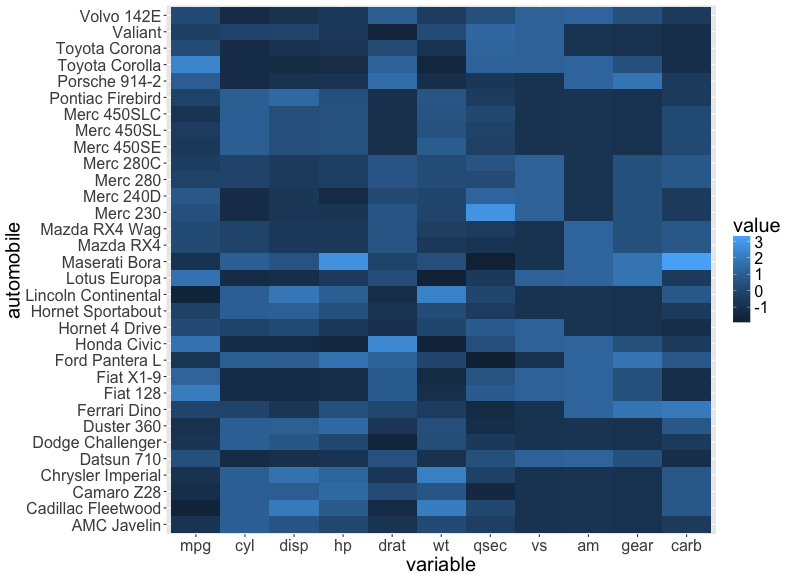 automobile
Volvo 142E
Valiant
Toyota Corona
Toyota Corolla
Porsche 914-2
Pontiac Firebird
Merc 450SLC
Merc 450SL
Merc 450SE
Merc 280C
Merc 280
Merc 240D
Merc 230
Mazda RX4 Wag
Mazda RX4
Maserati Bora
Lotus Europa
Lincoln Continental
Hornet Sportabout
Hornet 4 Drive
Honda Civic
Ford Pantera L
Fiat X1-9
Fiat 128
Ferrari Dino
Duster 360
Dodge Challenger
Datsun 710
Chrysler Imperial
Camaro Z28
Cadillac Fleetwood
AMC Javelin
mpg cyl disp hp drat wt qsec vs am gear carb
variable
value
3
2
1
0
-1